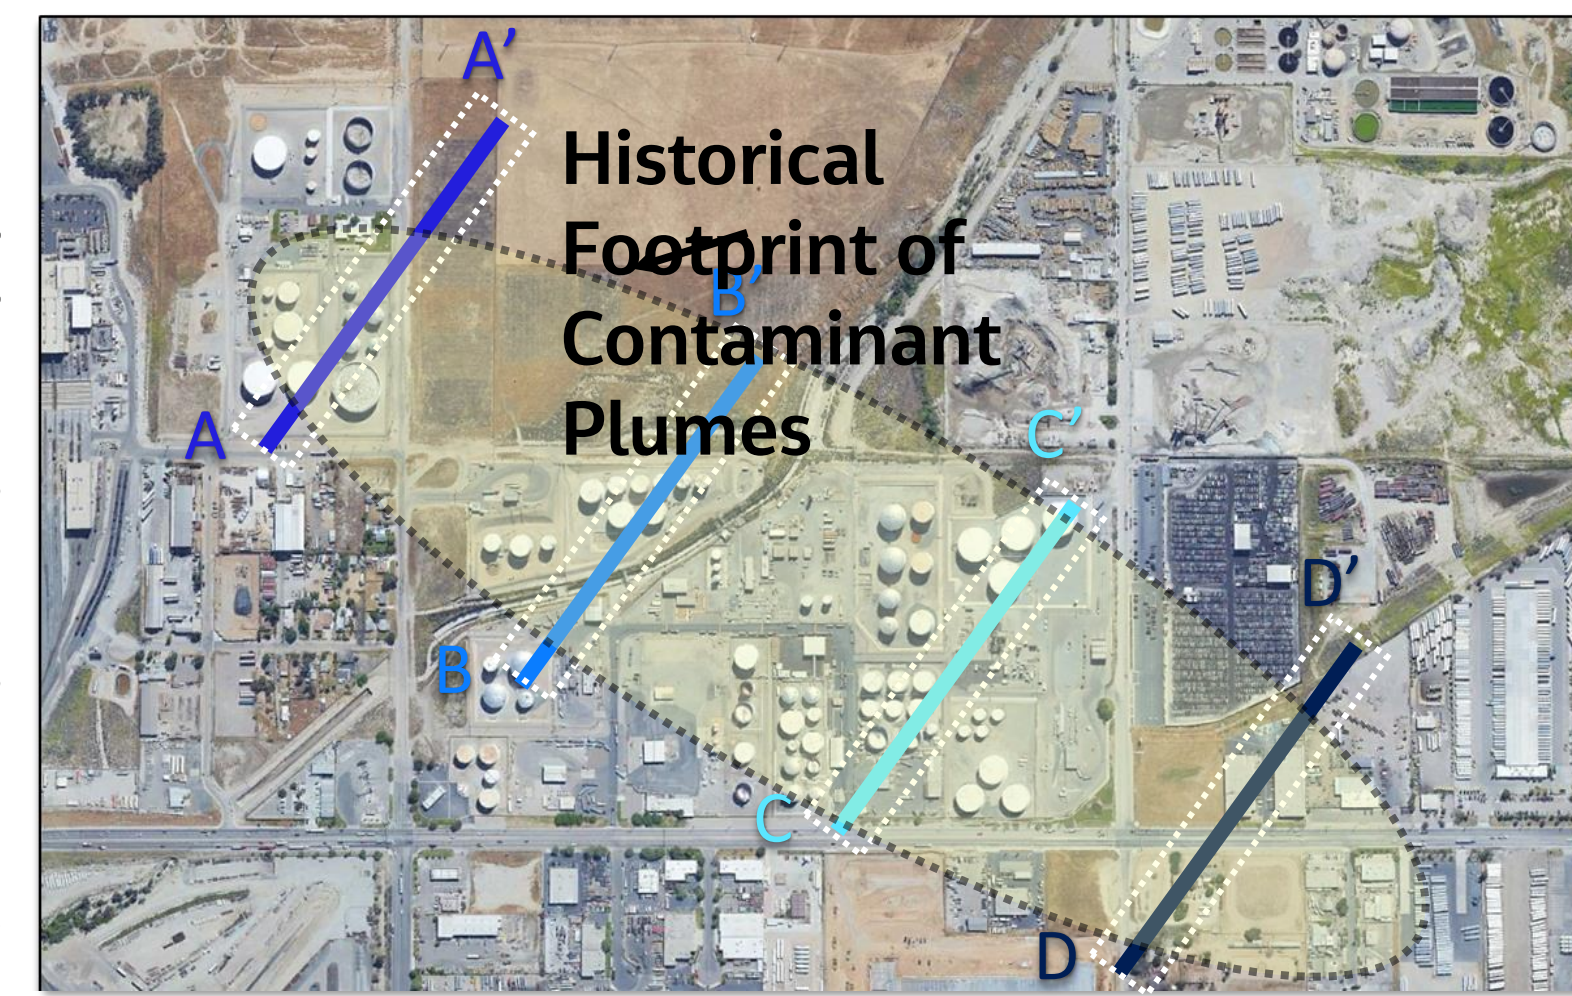 A’
Historical
Footprint of
B’
Contaminant
Plumes
A
C’
D’
B
C
D